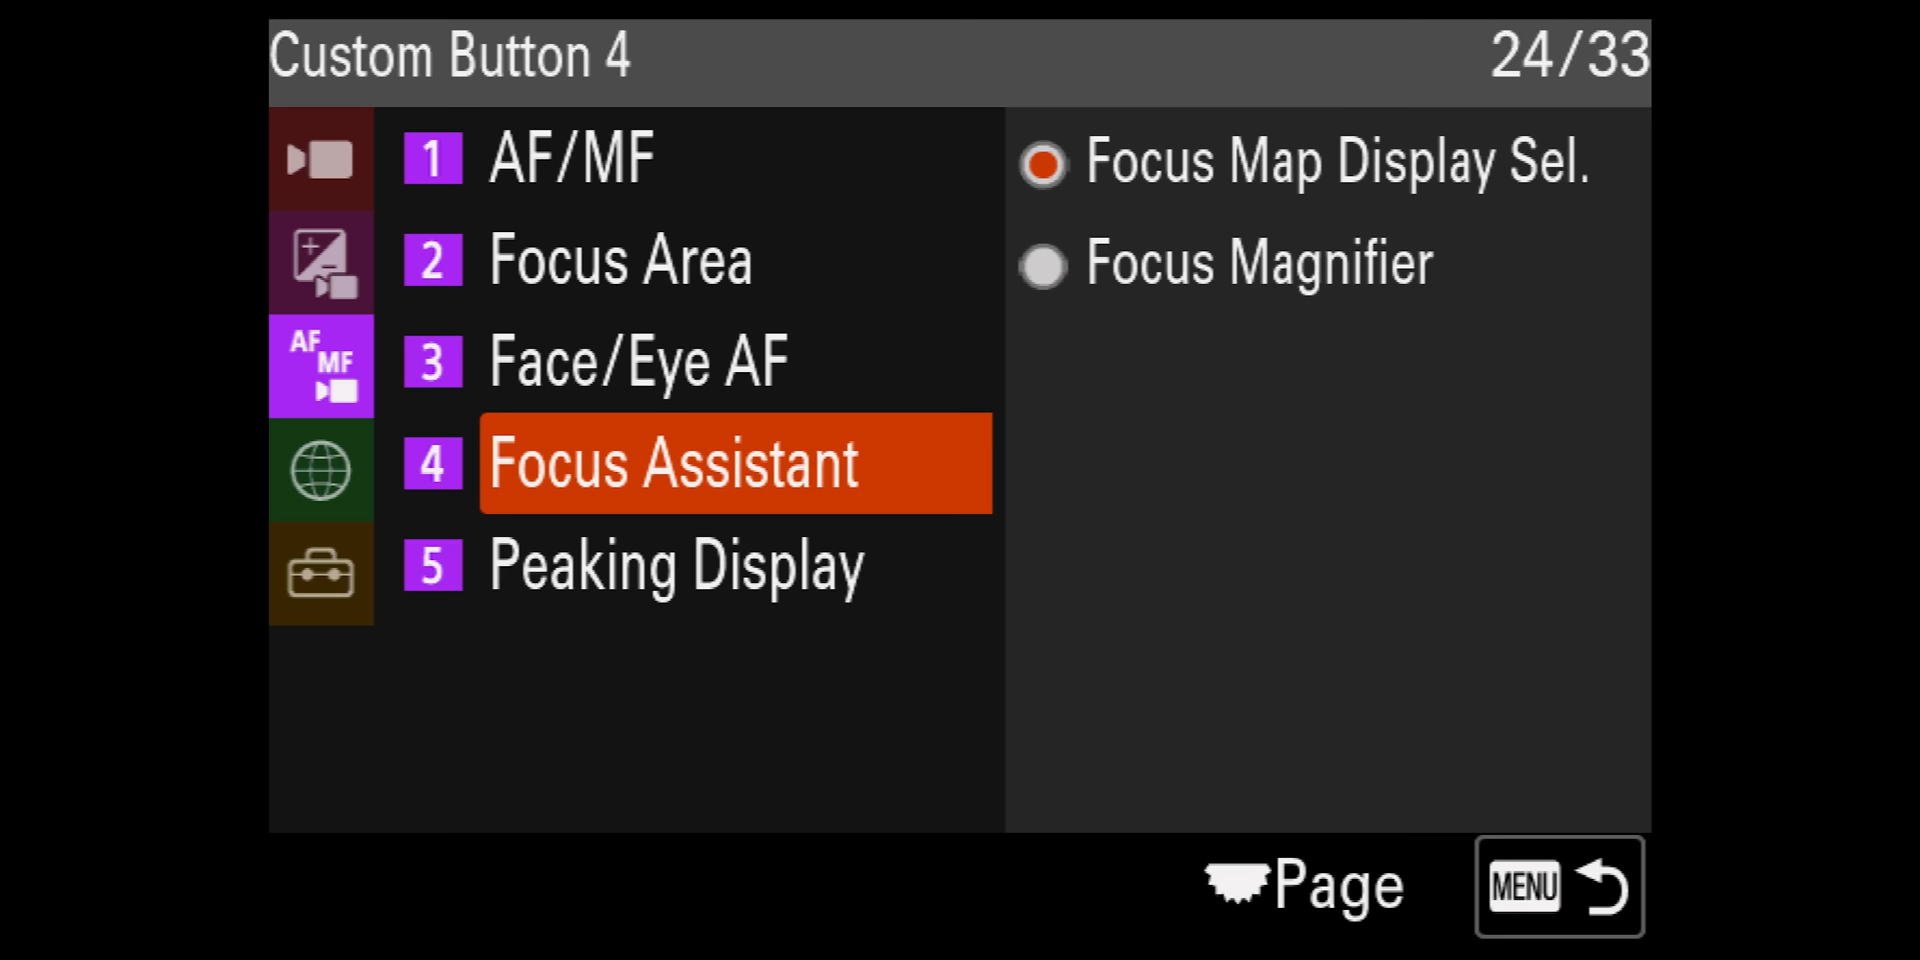 Custom Button 4 24/33
1 AF/MF
2 Focus Area
3 Face/Eye AF
4 Focus Assistant
5 Peaking Display
AF
MF
Focus Map Display Sel.
Focus Magnifier
Page
MENU